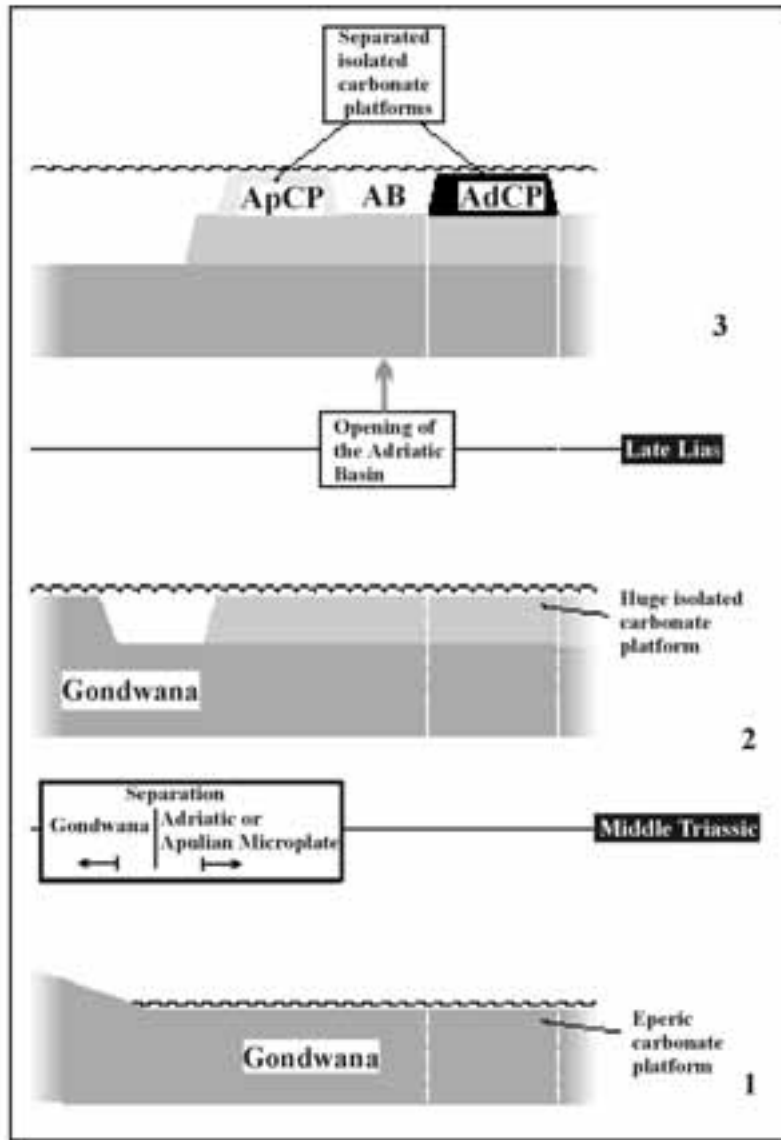 Separated
isolated
carbonate
platforms
ApCP
AB
AdCP
3
Opening of
the Adriatic
Basin
Late Lias
Huge isolated
carbonate
platform
Gondwana
2
Separation
Gondwana
Adriatic or
Apulian Microplate
Middle Triassic
Eperic
carbonate
platform
Gondwana
1